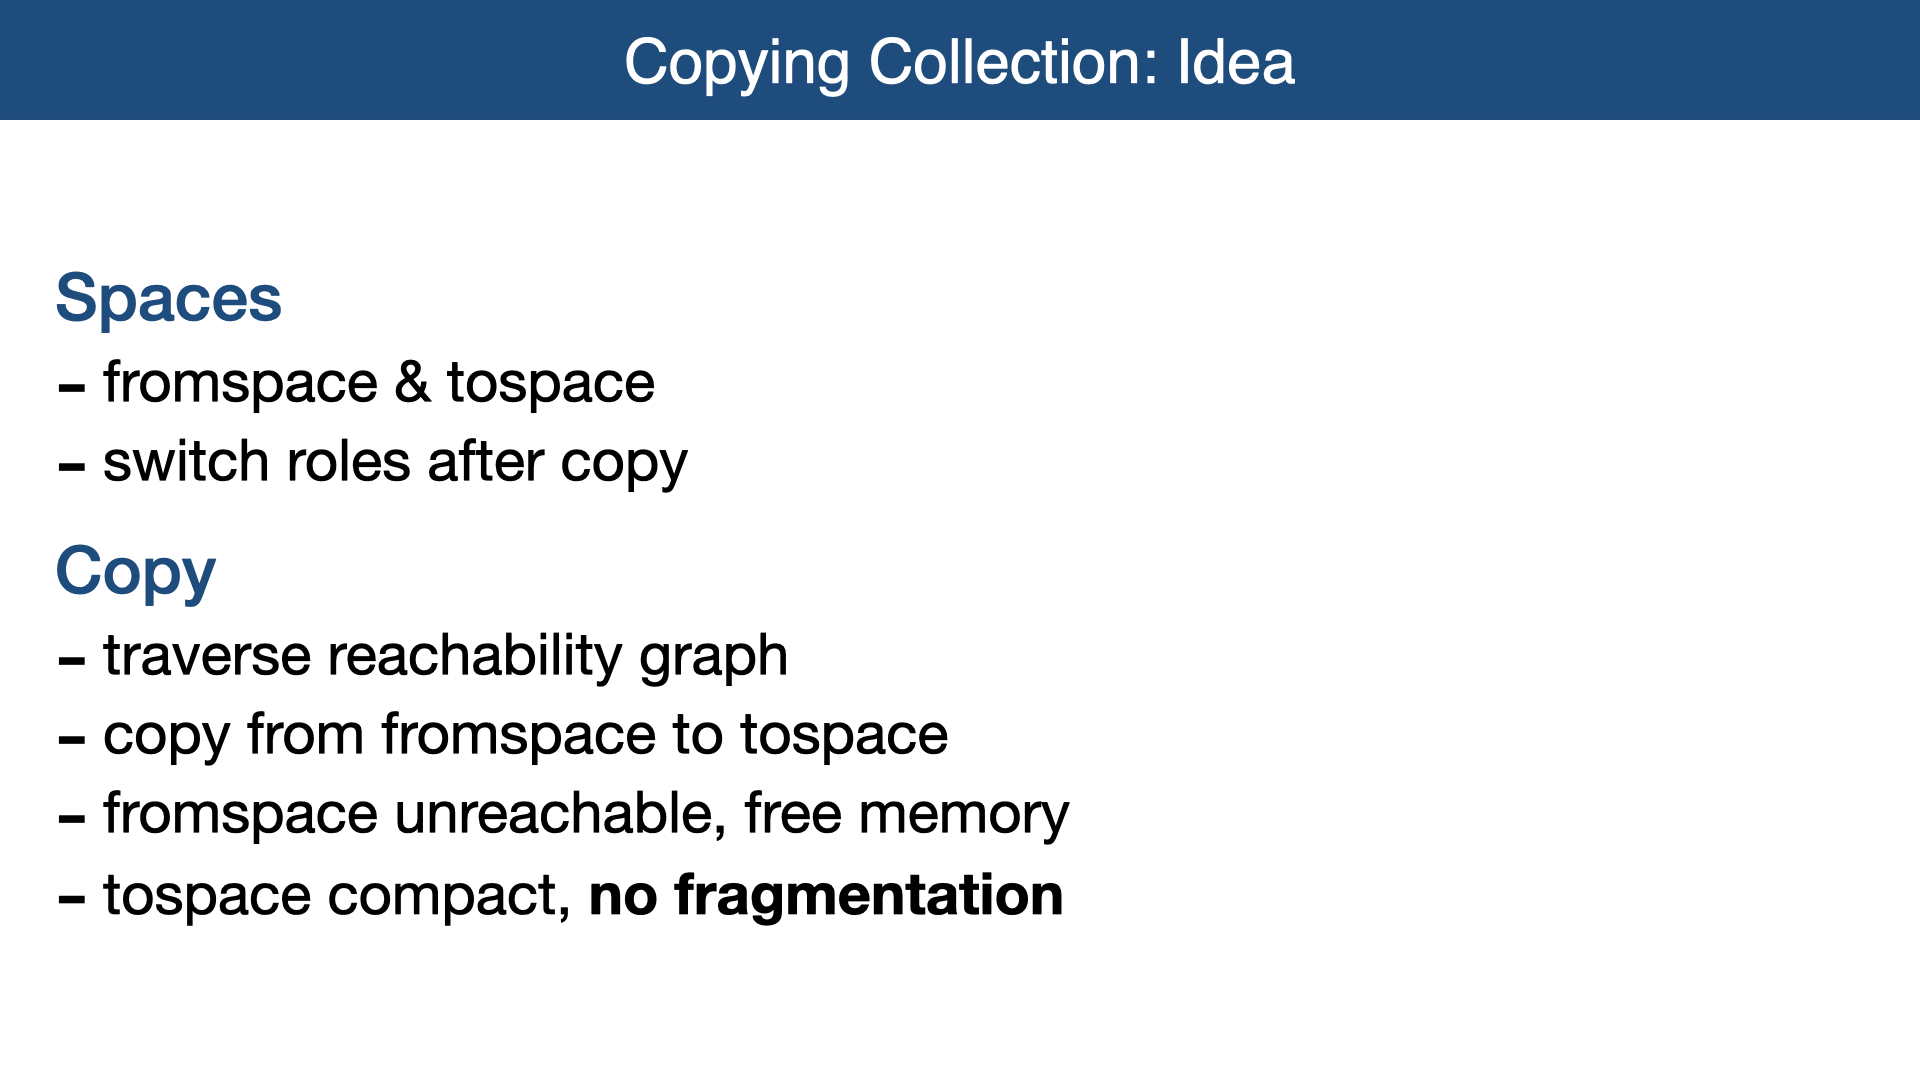 Copying Collection: Idea
Spaces
- fromspace & tospace
- switch roles after copy
Copy
- traverse reachability graph
- copy from fromspace to tospace
- fromspace unreachable, free memory
- tospace compact, no fragmentation